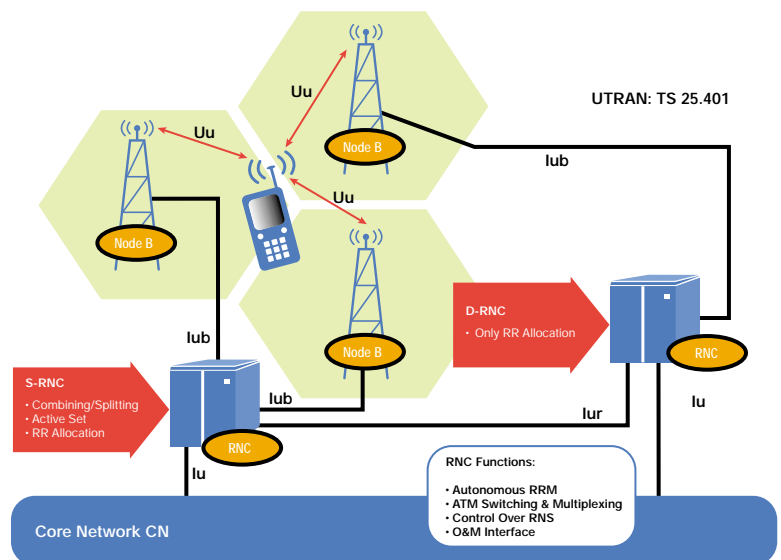 Uu
UTRAN: TS 25.401
Uu
Node B
Iub
Uu
Node B
D-RNC
• Only RR Allocation
Iub
Node B
RNC
S-RNC
• Combining/Splitting
• Active Set
• RR Allocation
Iub
Iur
Iu
RNC
Iu
RNC Functions:
• Autonomous RRM
• ATM Switching & Multiplexing
• Control Over RNS
• O&M Interface
Core Network CN